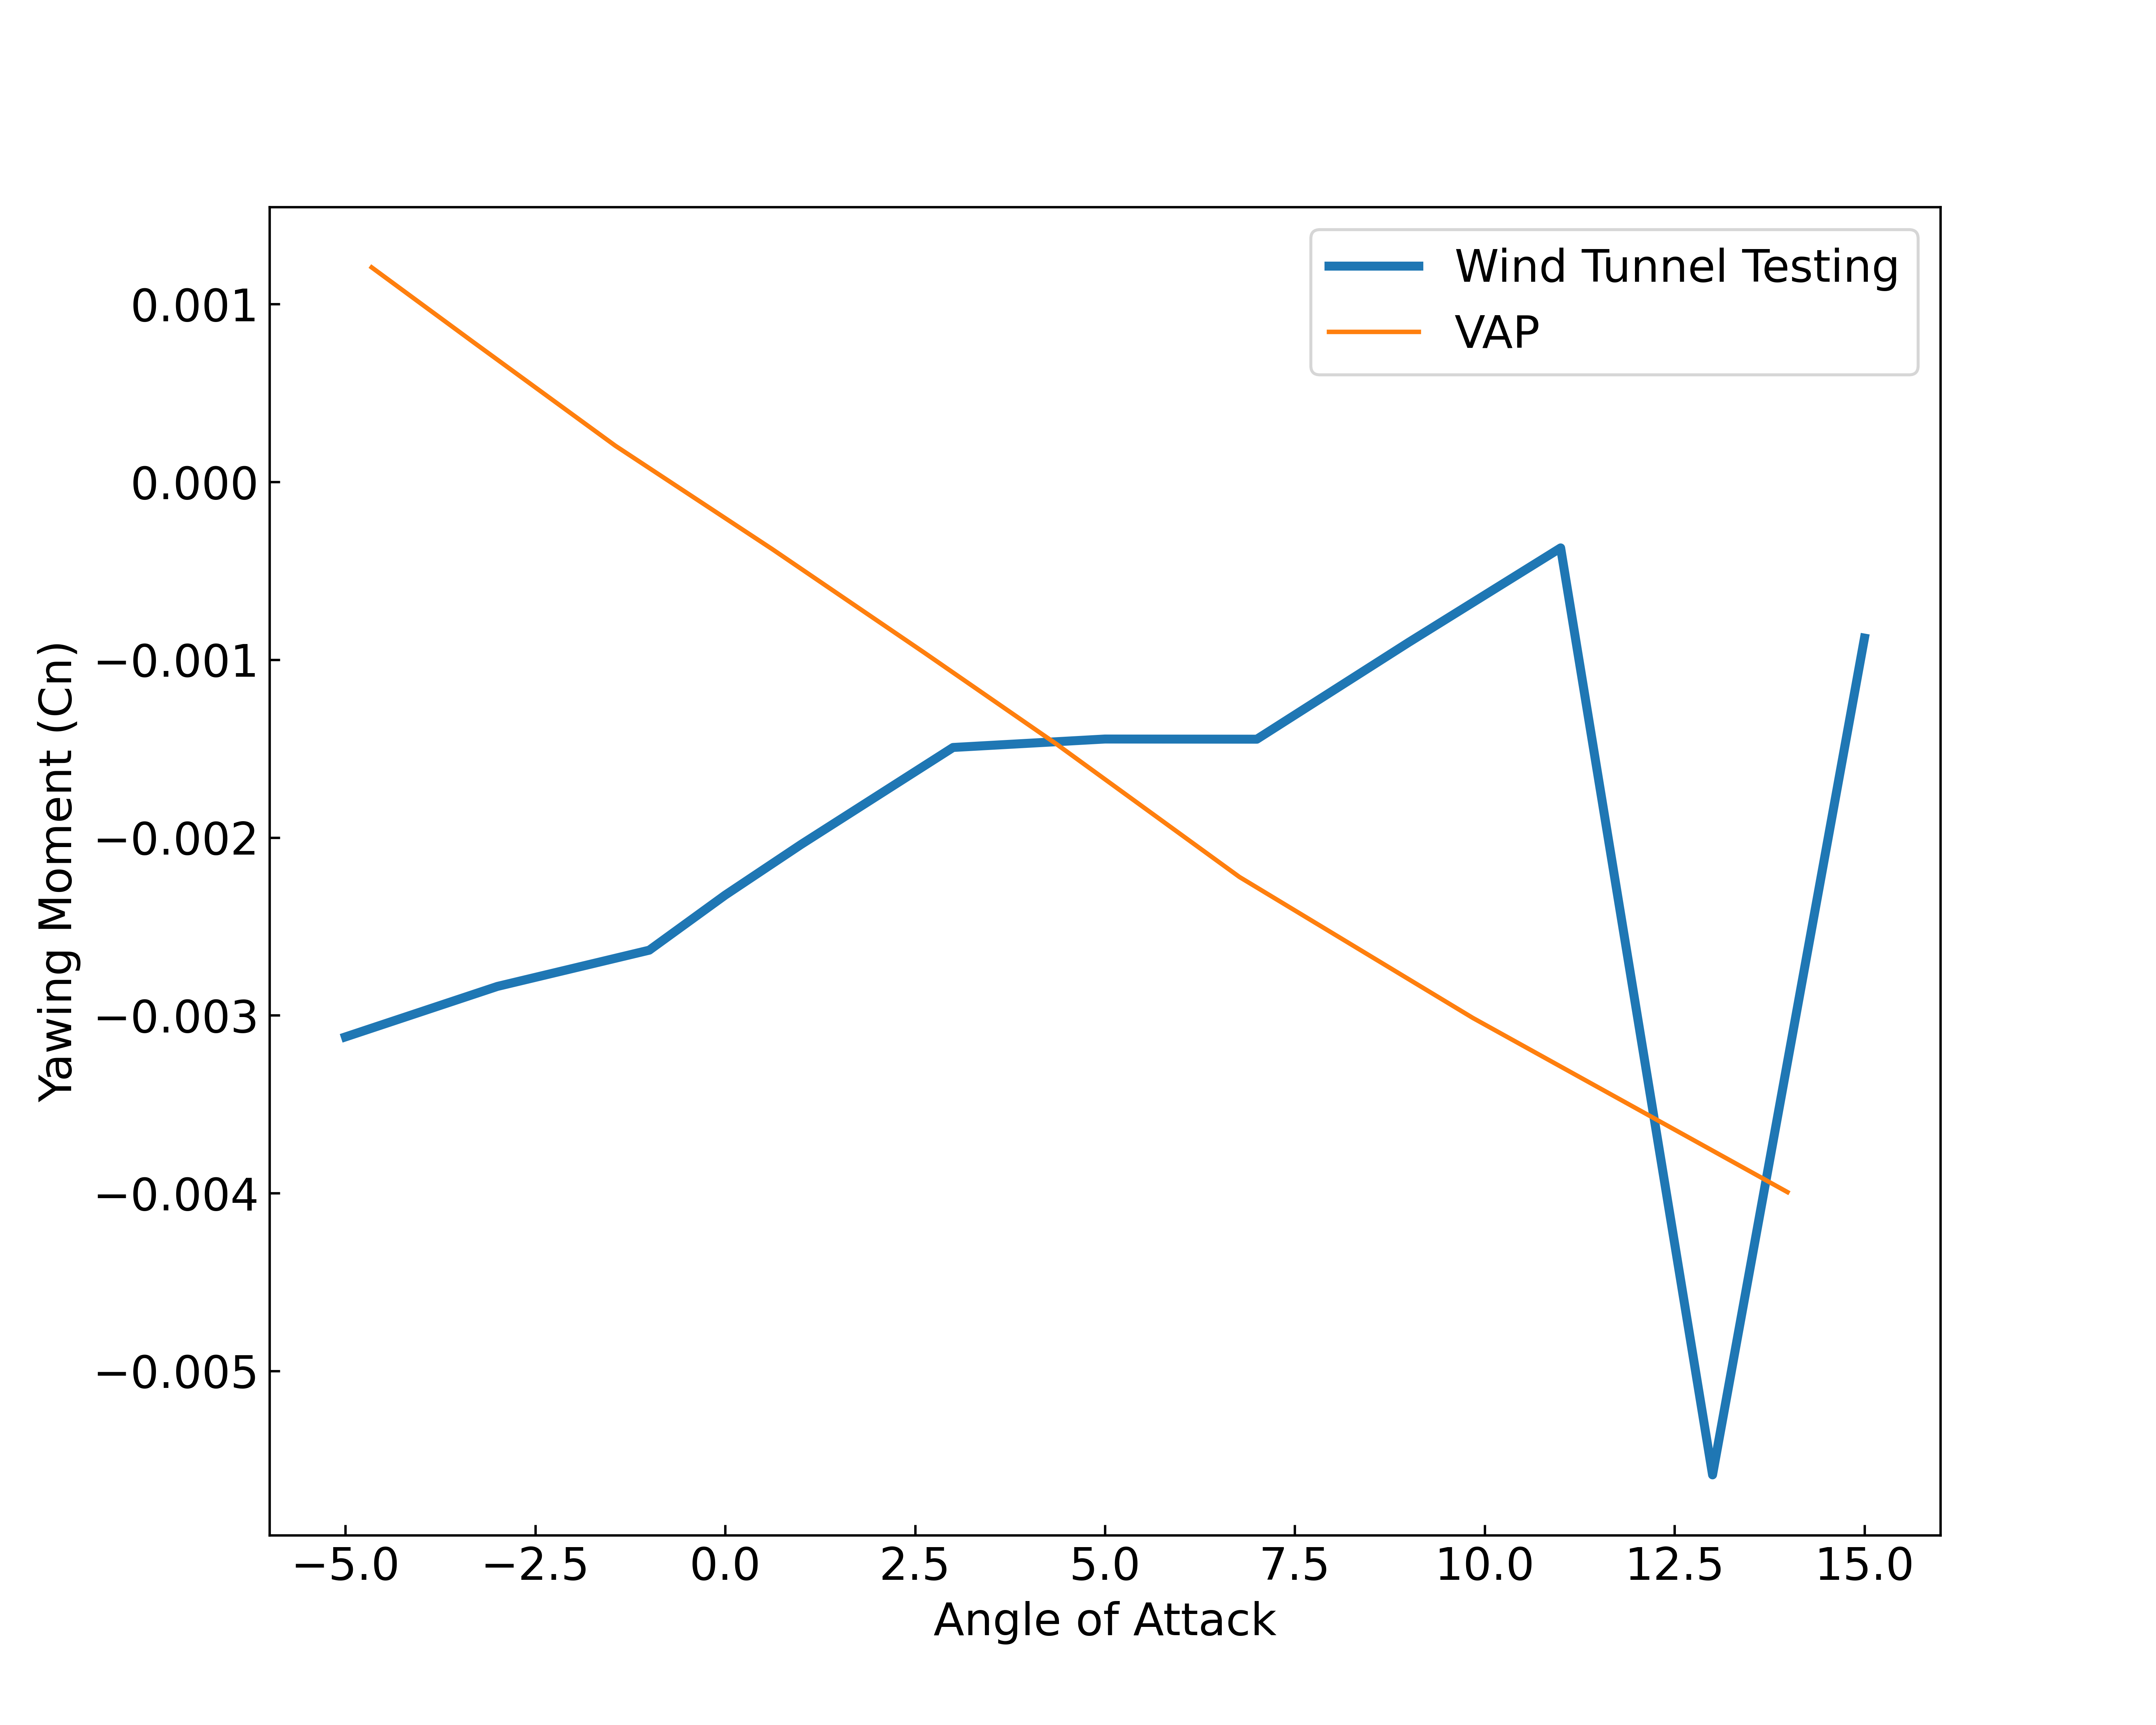 Wind Tunnel Testing
VAP
0.001
0.000
−0.001
−0.002
−0.003
−0.004
−0.005
Yawing Moment (Cn)
−5.0 −2.5 0.0 2.5 5.0 7.5 10.0 12.5 15.0
Angle of Attack